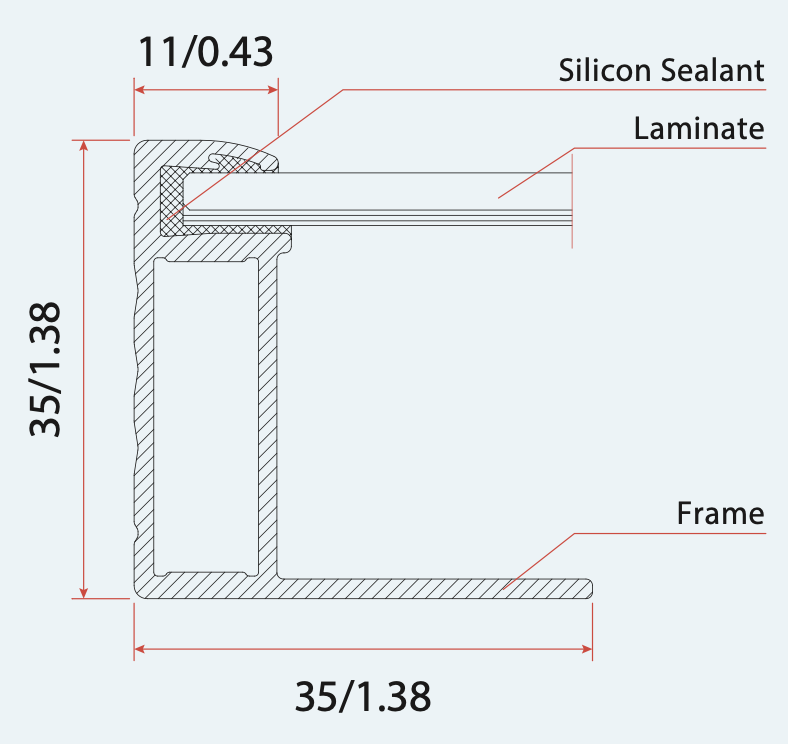 11/0.43
Silicon Sealant
Laminate
35/1.38
Frame
35/1.38